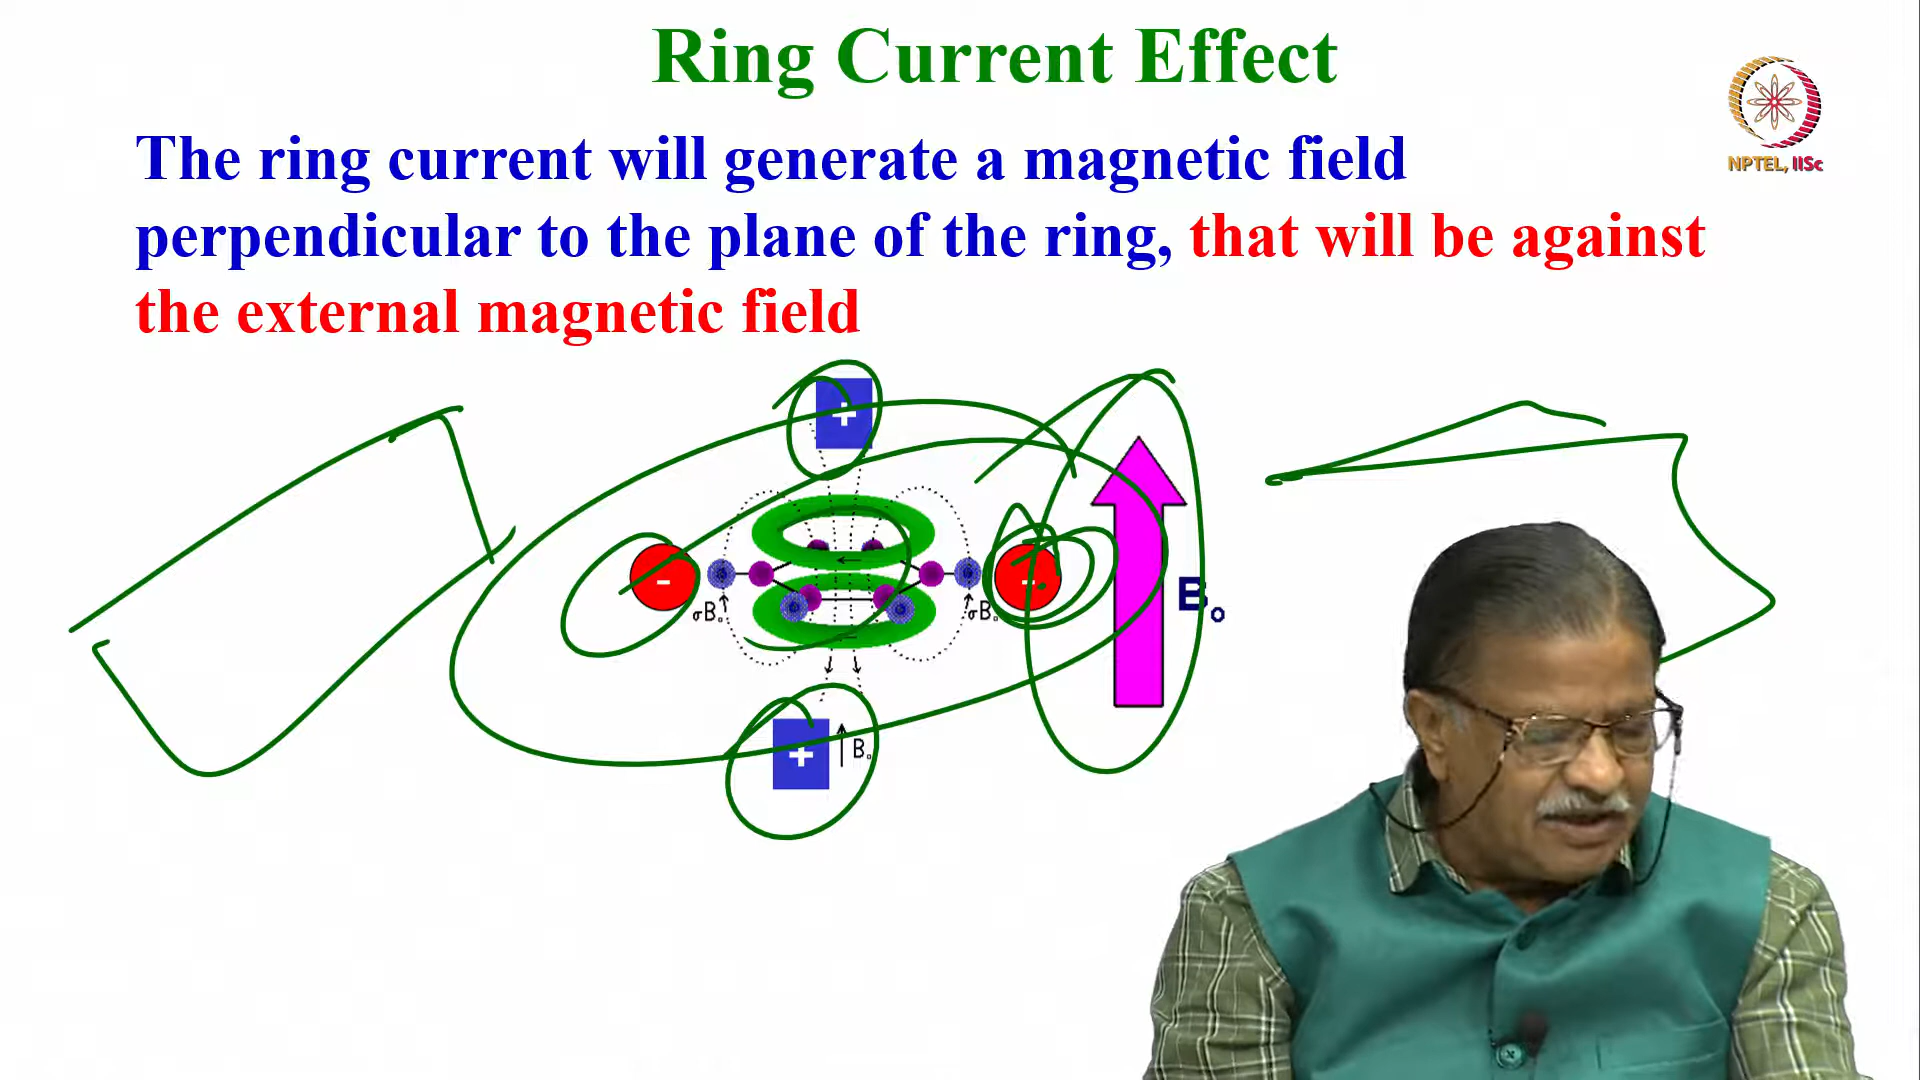 Ring Current Effect
NPTEL, IISc
The ring current will generate a magnetic field
perpendicular to the plane of the ring, that will be against
the external magnetic field
+
- -
σB₀ σB₀
B₀
+ B₀